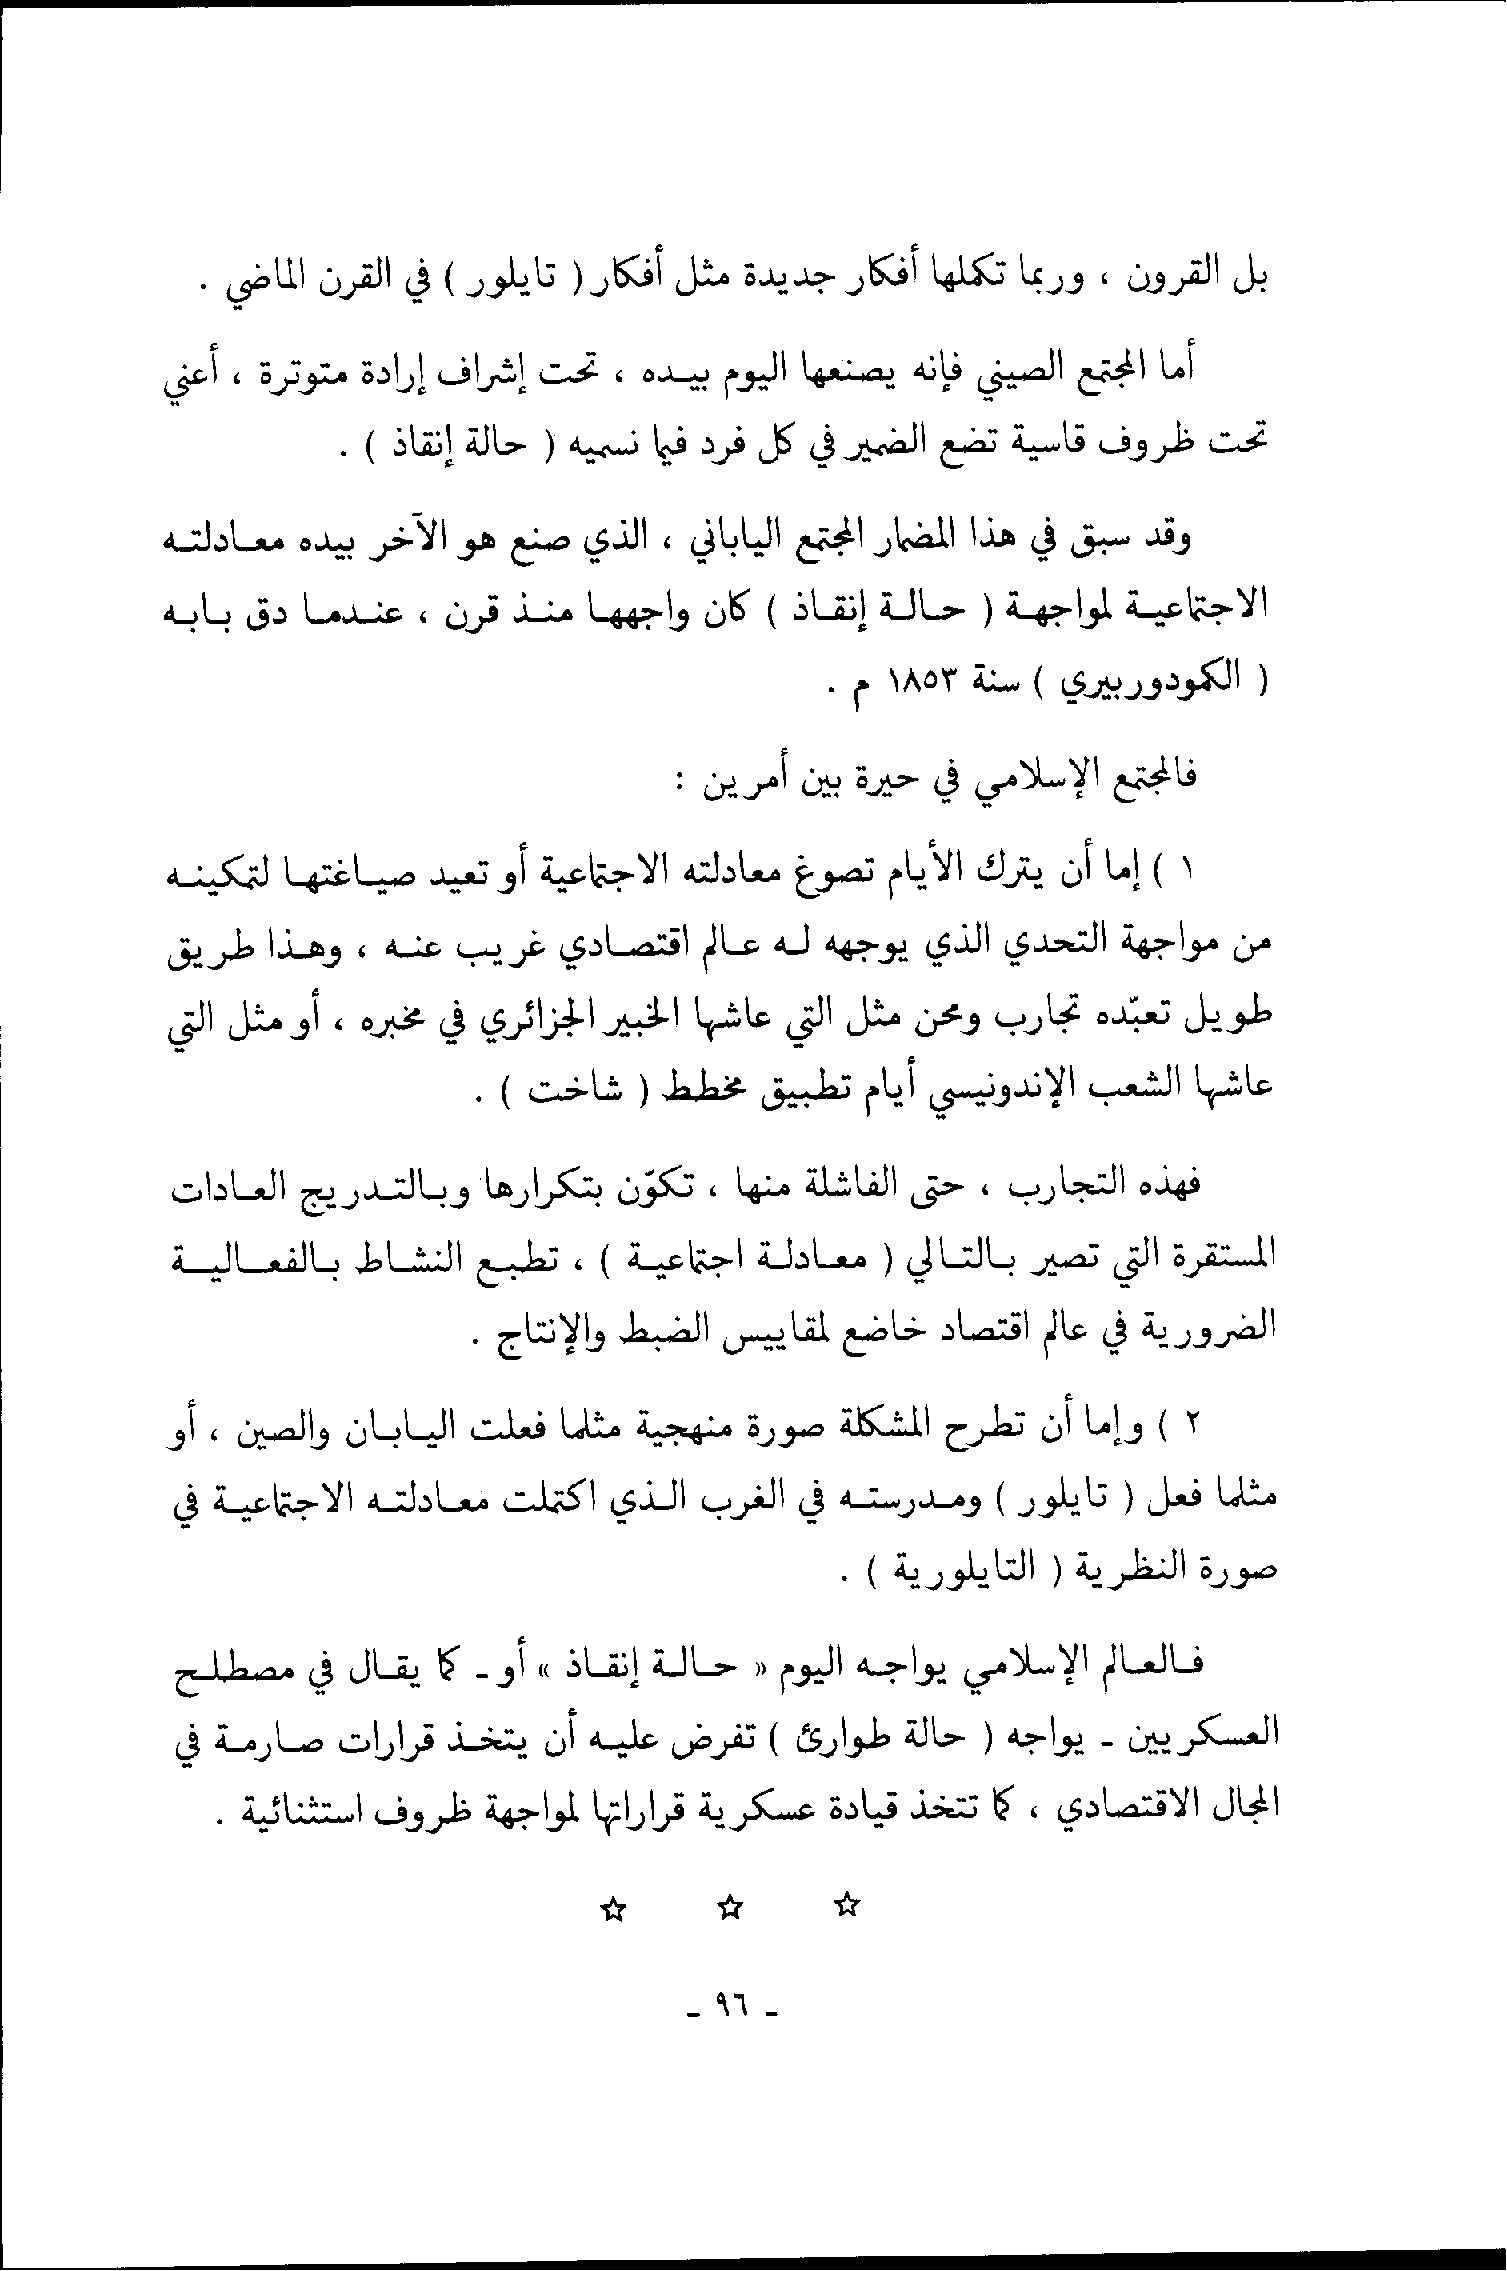 بل القرون ، وربما تكملها أفكار جديدة مثل أفكار ( تايلور ) في القرن الماضي .
أما المجتمع الصيني فإنه يصنعها اليوم بيده ، تحت إشراف إرادة متوترة ، أعني
تحت ظروف قاسية تضع الضمير في كل فرد فيما نسميه ( حالة إنقاذ ) .
وقد سبق في هذا المضمار المجتمع الياباني ، الذي صنع هو الآخر بيده معادلته
الاجتماعية لمواجهة ( حالة إنقاذ ) كان واجهها منذ قرن ، عندما دق بابه
( الكمودوربيري ) سنة ١٨٥٣ م .
فالمجتمع الإسلامي في حيرة بين أمرين :
١ ) إما أن يترك الأيام تصوغ معادلته الاجتماعية أو تعيد صياغتها لتمكينه
من مواجهة التحدي الذي يوجهه له عالم اقتصادي غريب عنه ، وهذا طريق
طويل تعبّده تجارب ومحن مثل التي عاشها الخبير الجزائري في مخبره ، أو مثل التي
عاشها الشعب الإندونيسي أيام تطبيق مخطط ( شاخت ) .
فهذه التجارب ، حتى الفاشلة منها ، تكوّن بتكرارها وبالتدريج العادات
المستقرة التي تصير بالتالي ( معادلة اجتماعية ) ، تطبع النشاط بالفعالية
الضرورية في عالم اقتصاد خاضع لمقاييس الضبط والإنتاج .
٢ ) وإما أن تطرح المشكلة صورة منهجية مثلما فعلت اليابان والصين ، أو
مثلما فعل ( تايلور ) ومدرسته في الغرب الذي اكتملت معادلته الاجتماعية في
صورة النظرية ( التايلورية ) .
فالعالم الإسلامي يواجه اليوم « حالة إنقاذ » أو ـ كما يقال في مصطلح
العسكريين ـ يواجه ( حالة طوارئ ) تفرض عليه أن يتخذ قرارات صارمة في
المجال الاقتصادي ، كما تتخذ قيادة عسكرية قراراتها لمواجهة ظروف استثنائية .
☆ ☆ ☆
ـ ٩٦ ـ